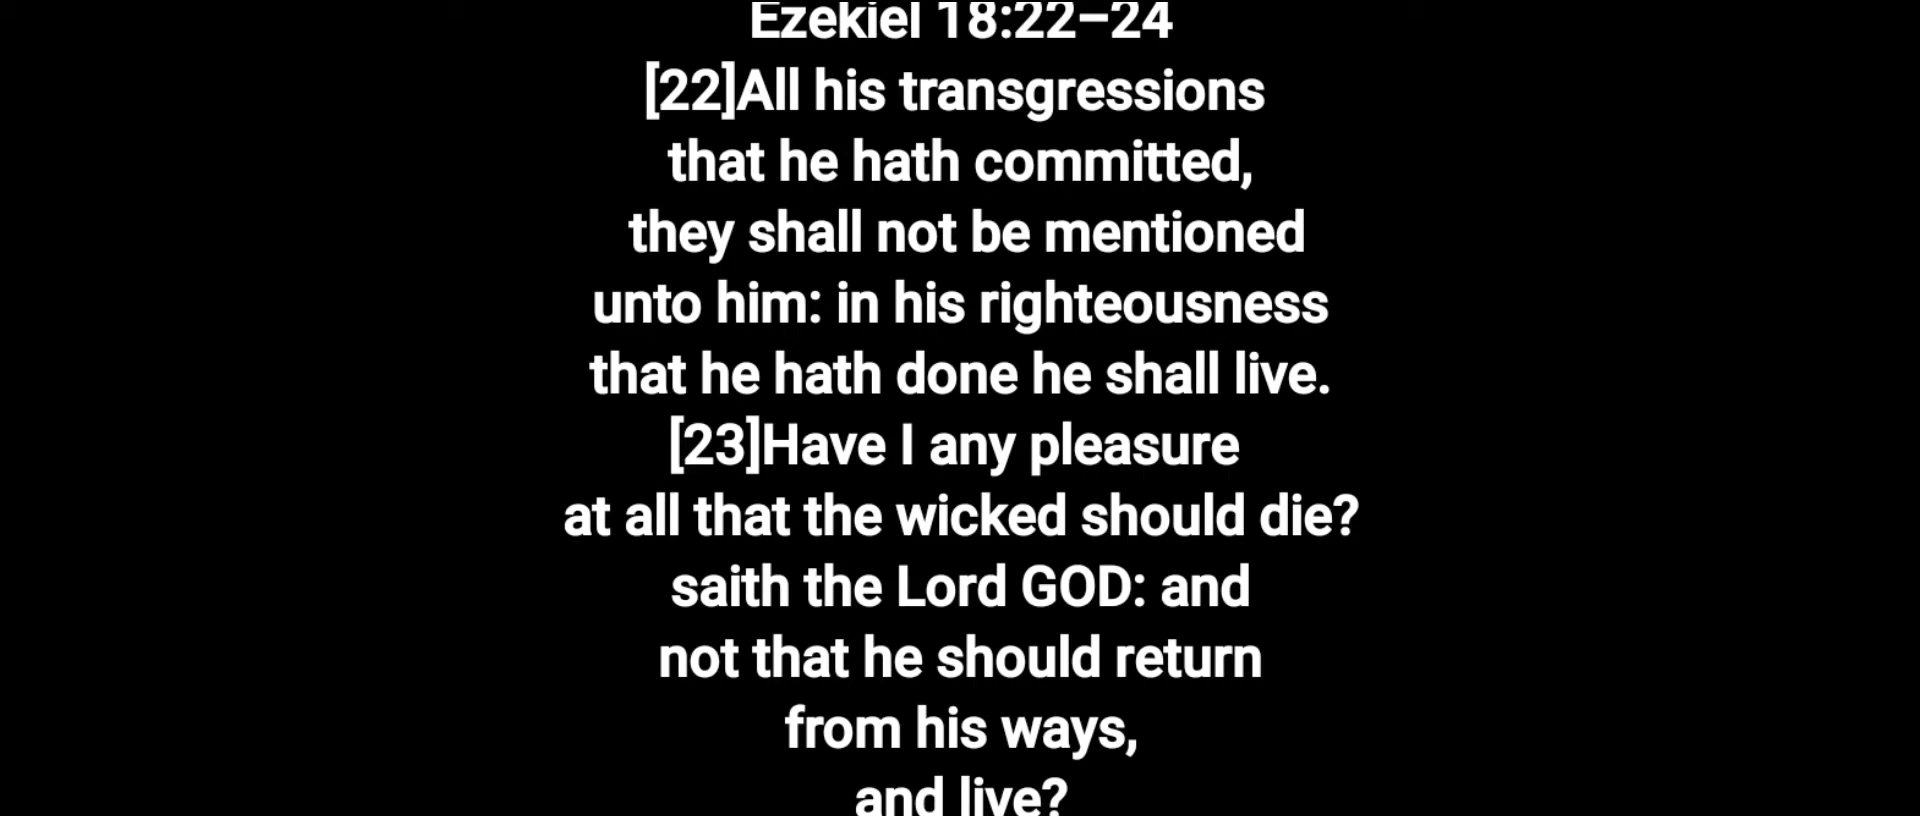 Ezekiel 18:22–24
[22]All his transgressions
that he hath committed,
they shall not be mentioned
unto him: in his righteousness
that he hath done he shall live.
[23]Have I any pleasure
at all that the wicked should die?
saith the Lord GOD: and
not that he should return
from his ways,
and live?